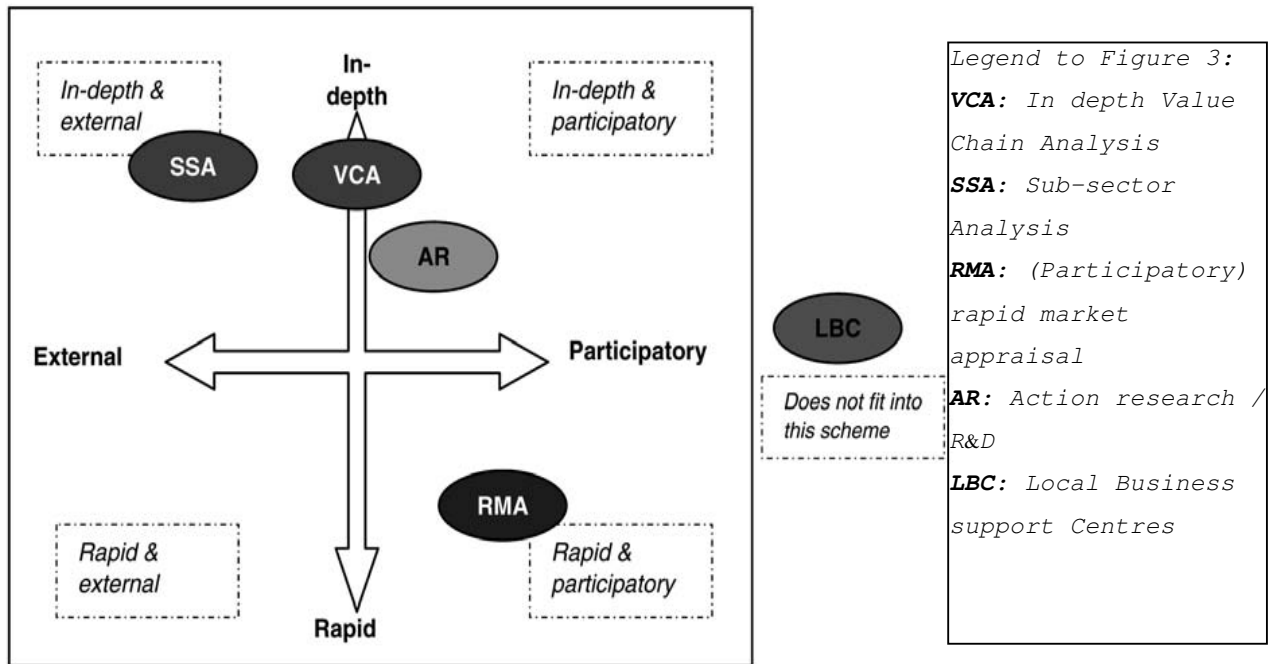 In-
depth
In-depth &
external
In-depth &
participatory
SSA
VCA
AR
External
Participatory
LBC
Does not fit into
this scheme
RMA
Rapid &
external
Rapid &
participatory
Rapid
Legend to Figure 3:
VCA: In depth Value
Chain Analysis
SSA: Sub-sector
Analysis
RMA: (Participatory)
rapid market
appraisal
AR: Action research /
R&D
LBC: Local Business
support Centres